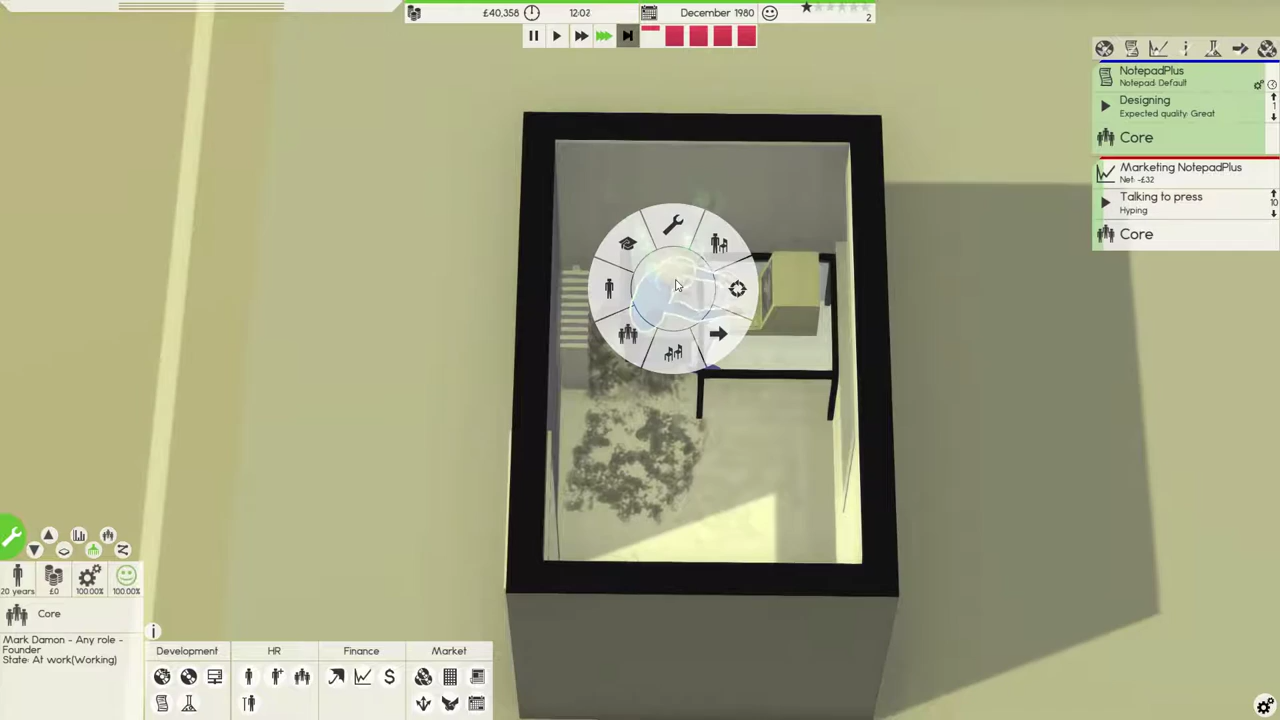 £40,358
12:02
December 1980
2
NotepadPlus
Notepad: Default
Designing
Expected quality: Great
1
Core
Marketing NotepadPlus
Net: -£32
Talking to press
Hyping
10
Core
20 years
£0
100.00%
100.00%
Core
Mark Damon - Any role -
Founder
State: At work(Working)
Development
HR
Finance
Market